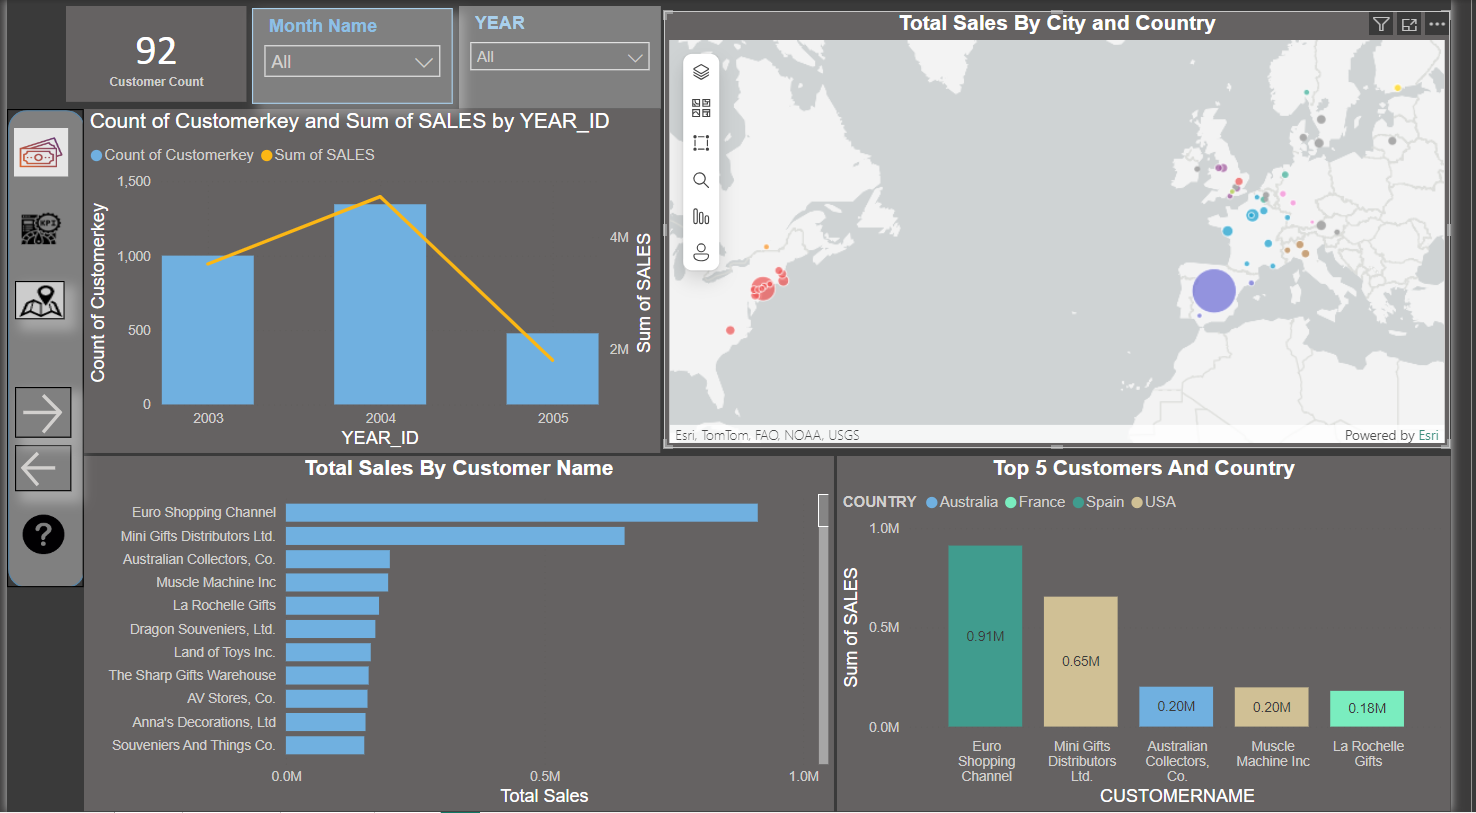 92
Customer Count
Month Name
All
YEAR
All
Total Sales By City and Country
Esri, TomTom, FAO, NOAA, USGS
Powered by Esri
KPI
Count of Customerkey and Sum of SALES by YEAR_ID
Count of Customerkey Sum of SALES
1,500
1,000
500
0
Count of Customerkey
4M
2M
Sum of SALES
2003 2004 2005
YEAR_ID
?
Total Sales By Customer Name
Euro Shopping Channel
Mini Gifts Distributors Ltd.
Australian Collectors, Co.
Muscle Machine Inc
La Rochelle Gifts
Dragon Souveniers, Ltd.
Land of Toys Inc.
The Sharp Gifts Warehouse
AV Stores, Co.
Anna's Decorations, Ltd
Souveniers And Things Co.
0.0M 0.5M 1.0M
Total Sales
Top 5 Customers And Country
COUNTRY Australia France Spain USA
1.0M
0.5M
0.0M
Sum of SALES
0.91M
0.65M
0.20M
0.20M
0.18M
Euro
Shopping
Channel
Mini Gifts
Distributors
Ltd.
Australian
Collectors,
Co.
Muscle
Machine Inc
La Rochelle
Gifts
CUSTOMERNAME